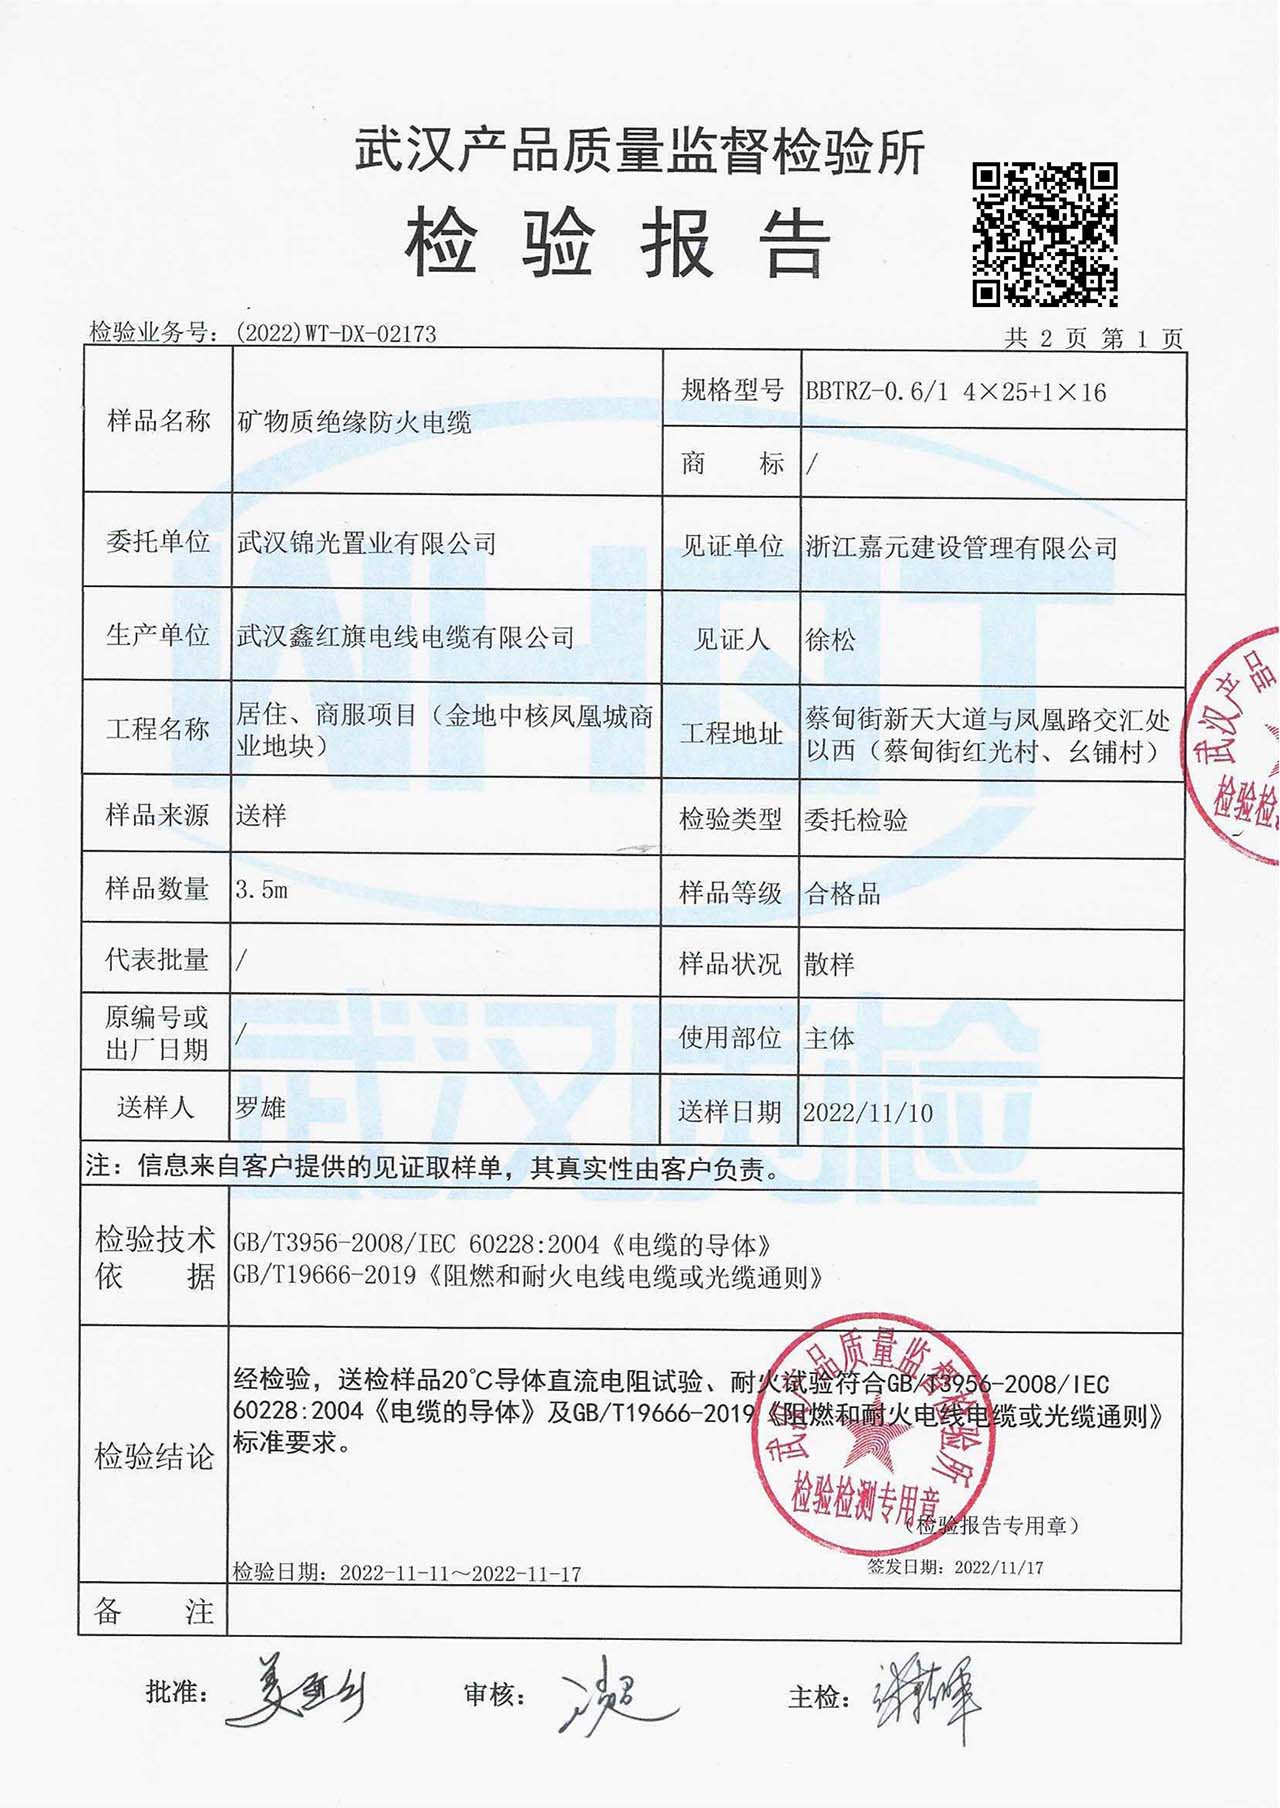 武汉产品质量监督检验所
检验报告
检验业务号：(2022)WT-DX-02173
共 2 页 第 1 页
样品名称 矿物质绝缘防火电缆 规格型号 BBTRZ-0.6/1 4×25+1×16
商 标 /
委托单位 武汉锦光置业有限公司 见证单位 浙江嘉元建设管理有限公司
生产单位 武汉鑫红旗电线电缆有限公司 见证人 徐松
工程名称 居住、商服项目（金地中核凤凰城商业地块） 工程地址 蔡甸街新天大道与凤凰路交汇处以西（蔡甸街红光村、幺铺村）
样品来源 送样 检验类型 委托检验
样品数量 3.5m 样品等级 合格品
代表批量 / 样品状况 散样
原编号或出厂日期 / 使用部位 主体
送样人 罗雄 送样日期 2022/11/10
注：信息来自客户提供的见证取样单，其真实性由客户负责。
检验技术依据
GB/T3956-2008/IEC 60228:2004《电缆的导体》
GB/T19666-2019《阻燃和耐火电线电缆或光缆通则》
检验结论
经检验，送检样品20℃导体直流电阻试验、耐火试验符合GB/T3956-2008/IEC
60228:2004《电缆的导体》及GB/T19666-2019《阻燃和耐火电线电缆或光缆通则》
标准要求。
武汉产品质量监督检验所
检验检测专用章
（检验报告专用章）
检验日期：2022-11-11～2022-11-17
签发日期：2022/11/17
备 注
批准：
审核：
主检：
武汉产品
检验检
武汉质检